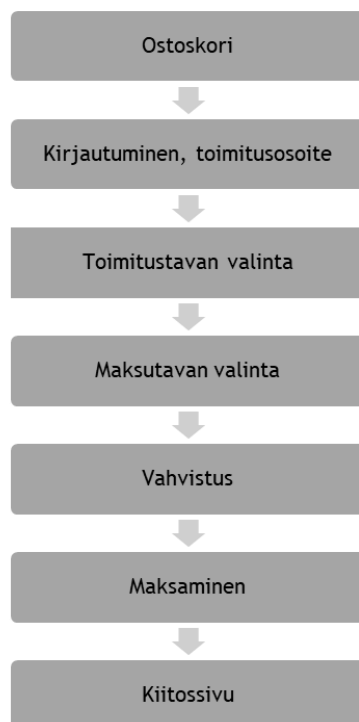 Ostoskori
Kirjautuminen, toimitusosoite
Toimitustavan valinta
Maksutavan valinta
Vahvistus
Maksaminen
Kiitossivu